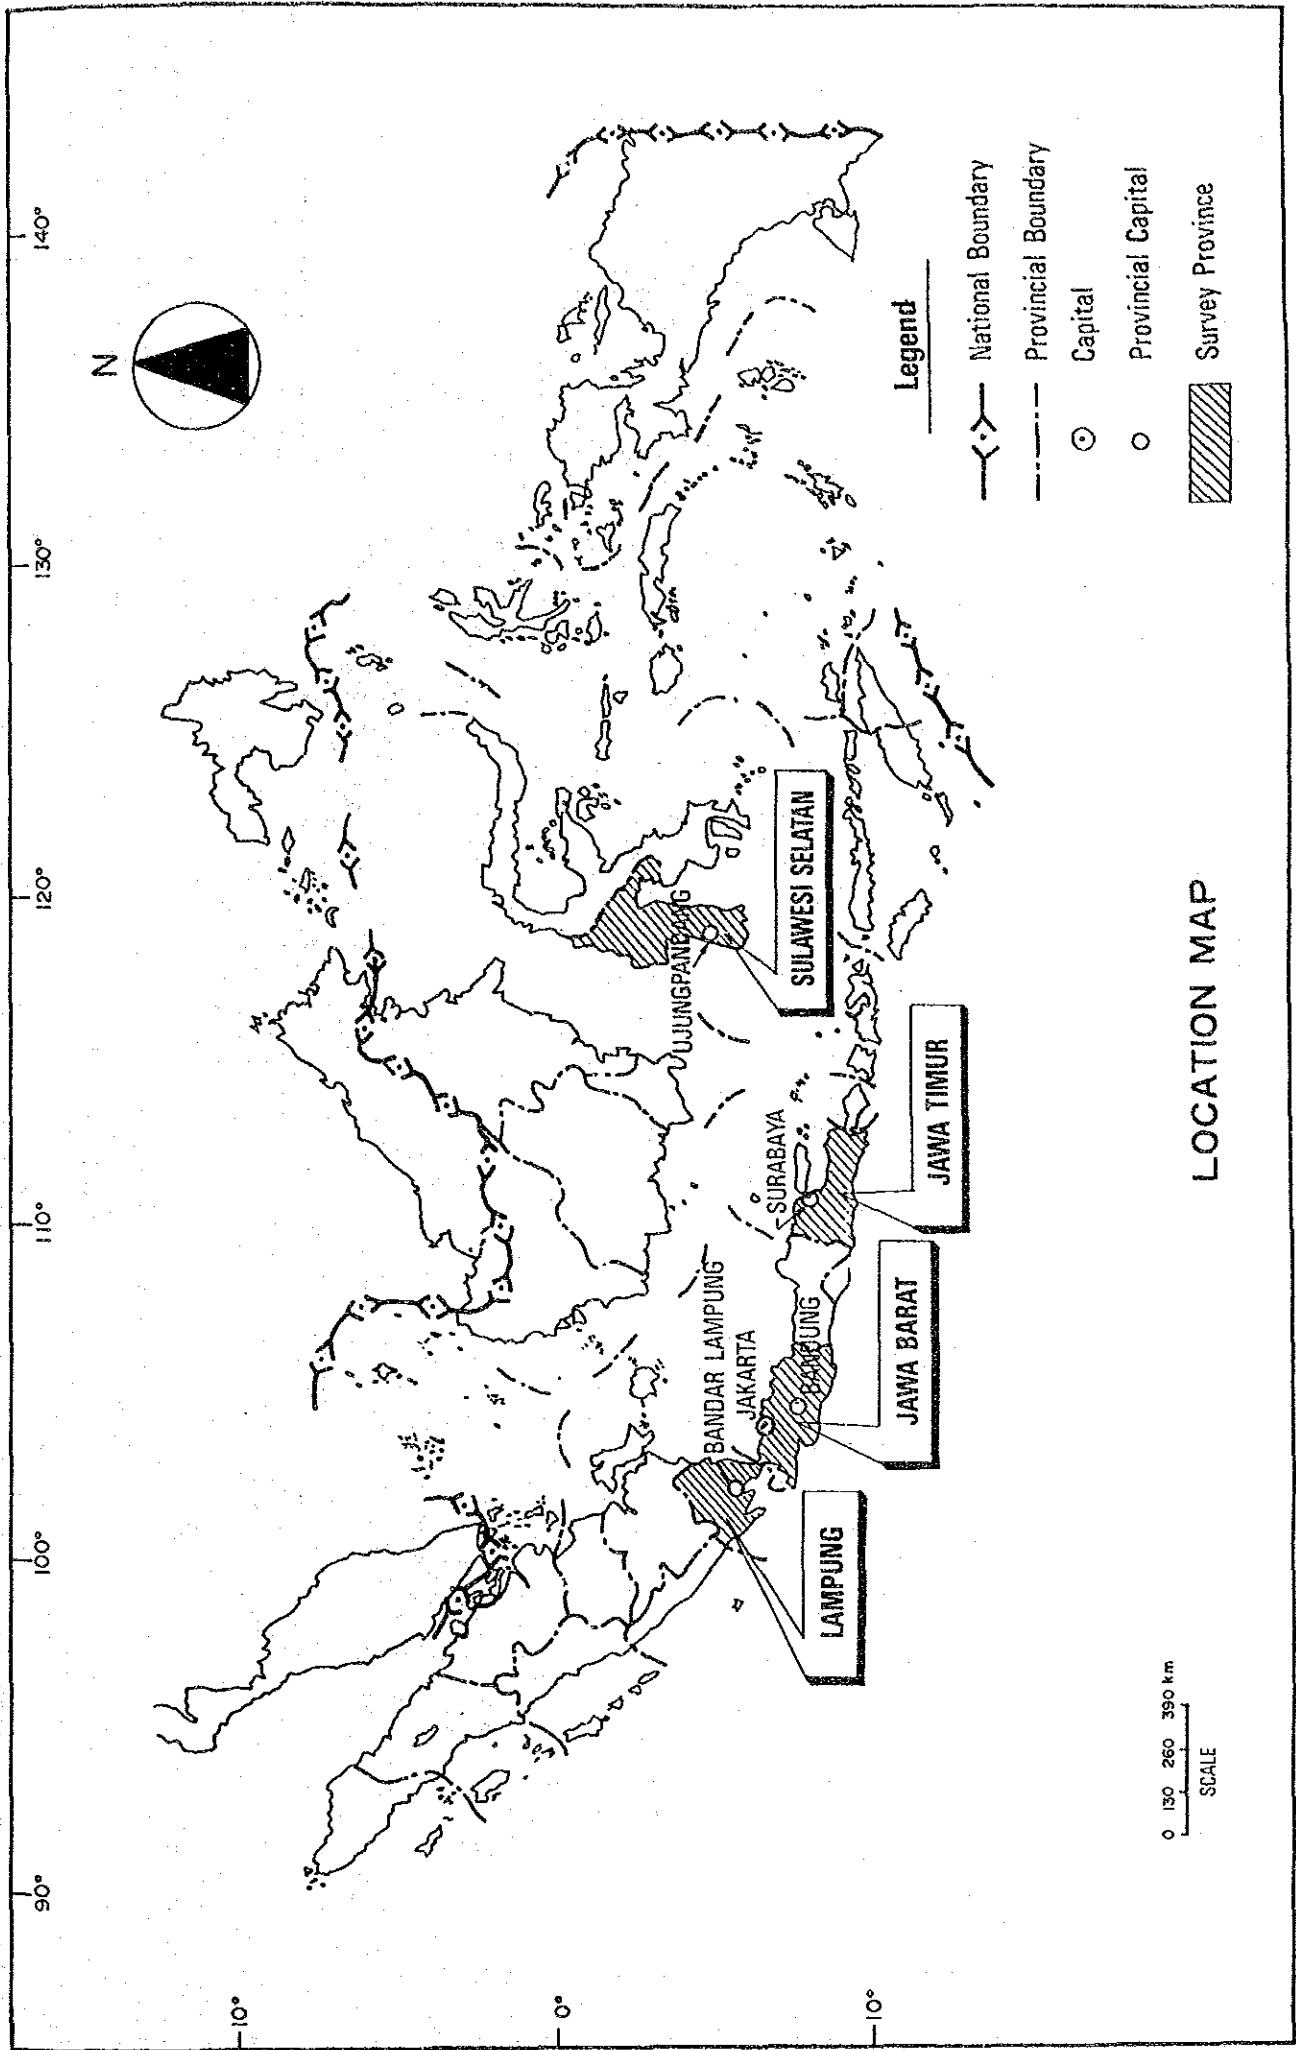 90°
100°
110°
120°
130°
140°
10°
0°
10°
N
UJUNGPANDANG
SULAWESI SELATAN
SURABAYA
BANDAR LAMPUNG
JAKARTA
BANDUNG
LAMPUNG
JAWA BARAT
JAWA TIMUR
Legend
National Boundary
Provincial Boundary
Capital
Provincial Capital
Survey Province
0 130 260 390 km
SCALE
LOCATION MAP